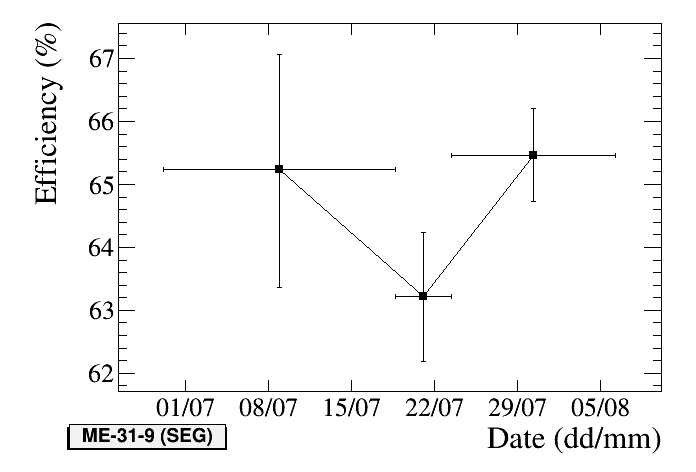 Efficiency (%)
67
66
65
64
63
62
01/07 08/07 15/07 22/07 29/07 05/08
ME-31-9 (SEG)
Date (dd/mm)